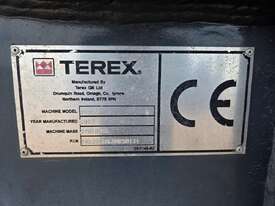 TEREX
Manufactured By
Terex GB Ltd
Drumquin Road, Omagh, Co. Tyrone
Northern Ireland, BT78 5PN
MACHINE MODEL
YEAR MANUFACTURED
MACHINE MASS
P.I.N
CE